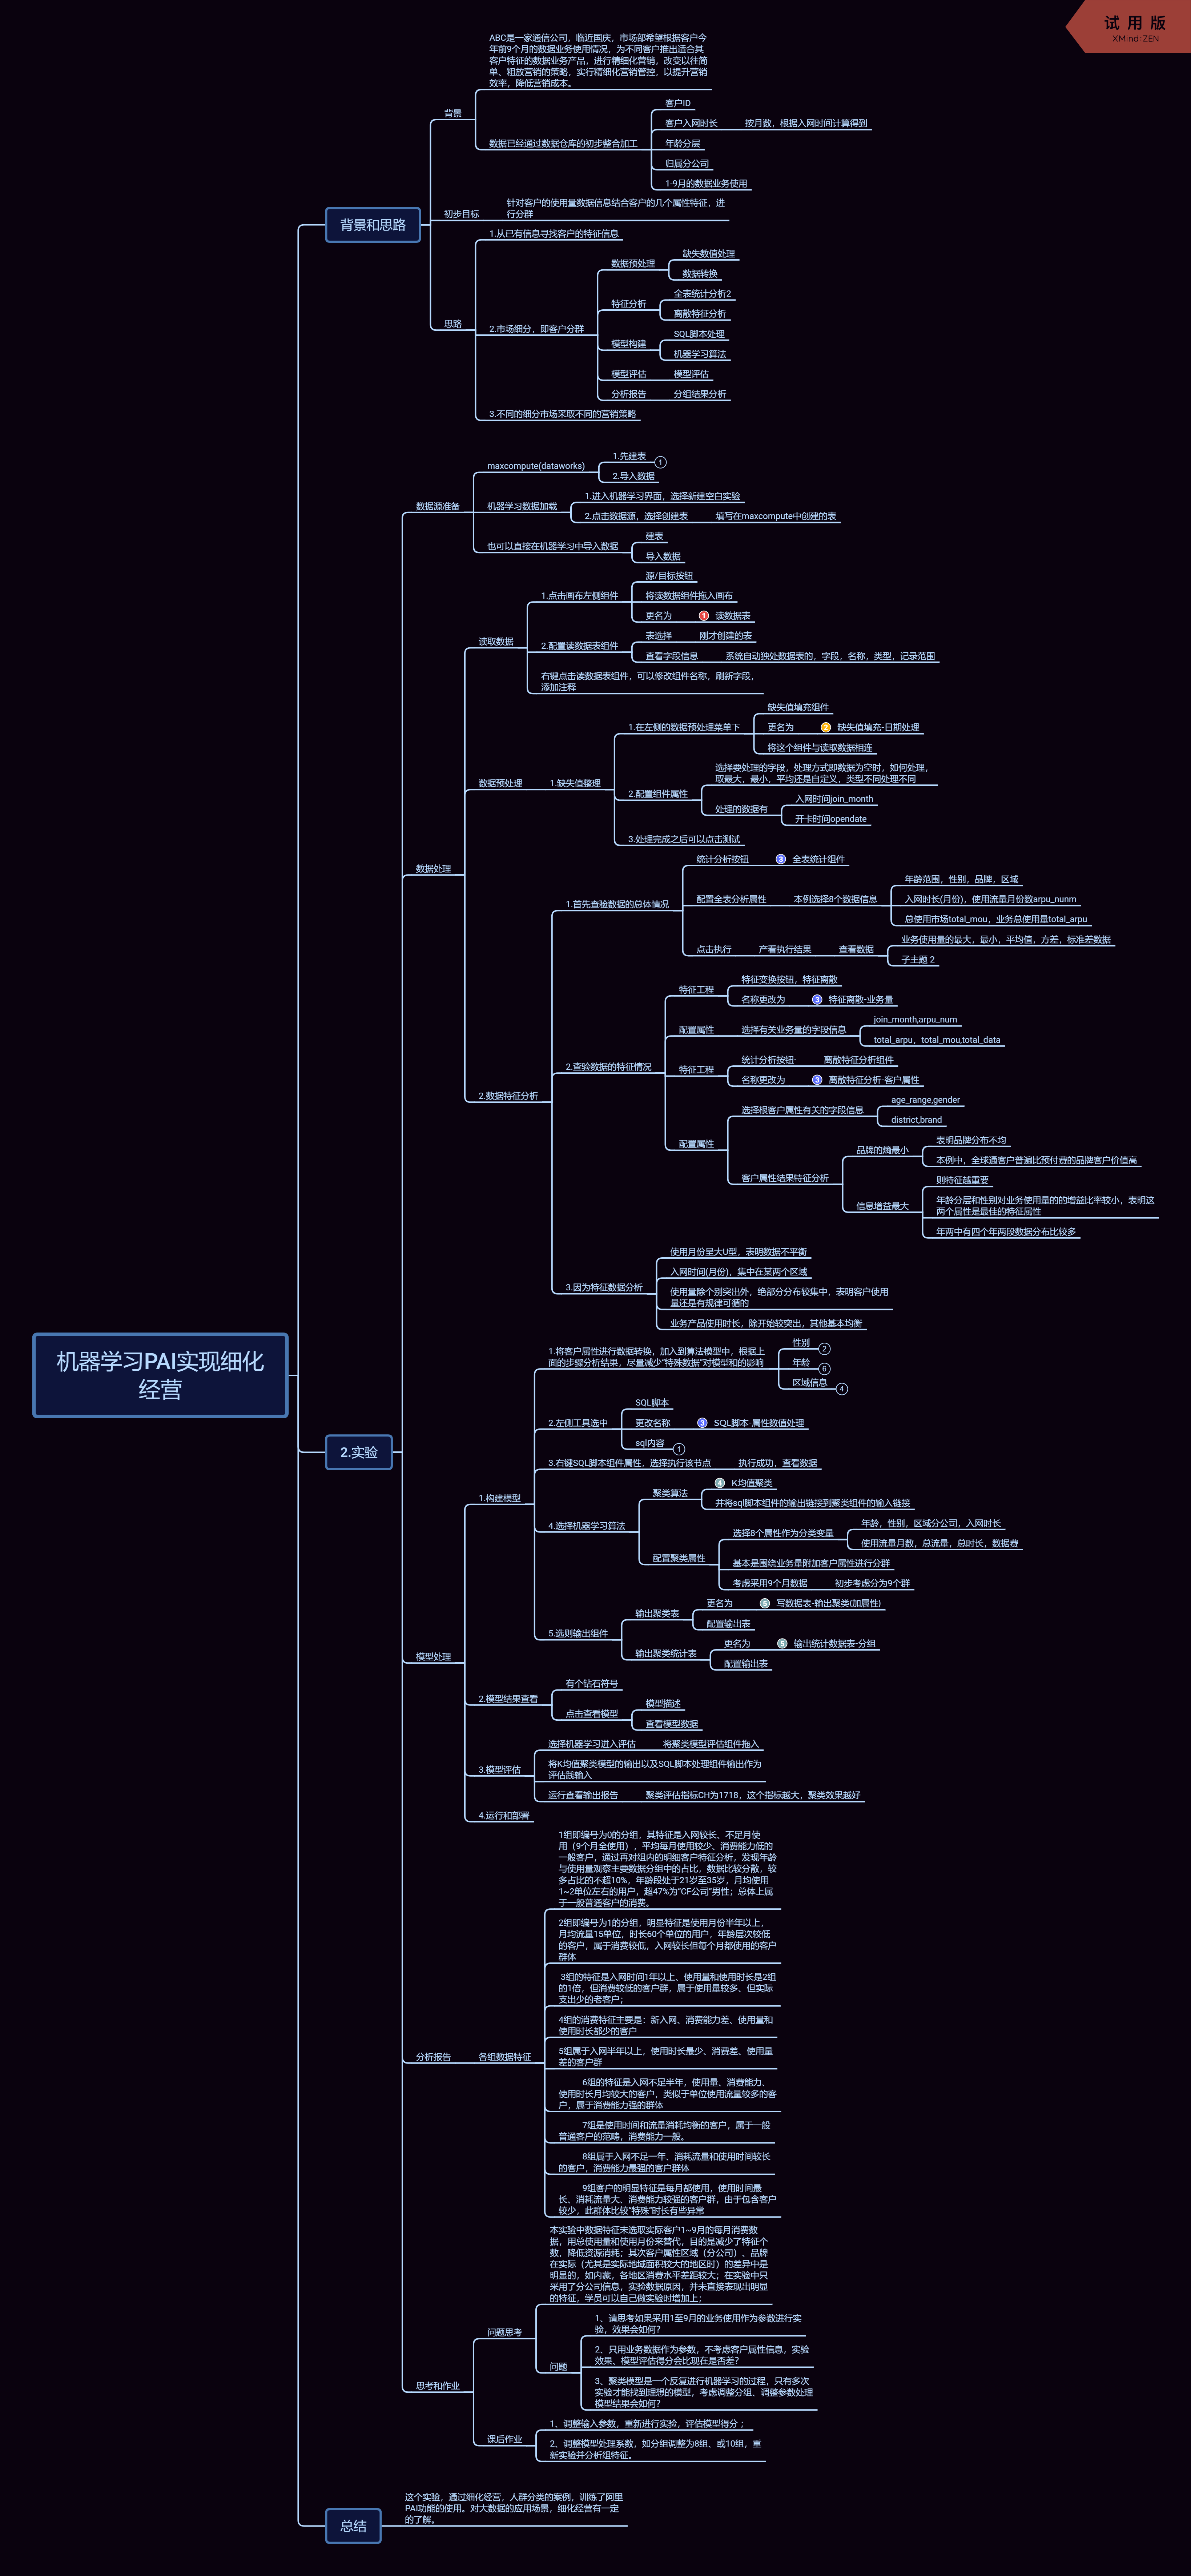 试 用 版
XMind:ZEN
机器学习PAI实现细化
经营
背景和思路
背景
ABC是一家通信公司，临近国庆，市场部希望根据客户今
年前9个月的数据业务使用情况，为不同客户推出适合其
客户特征的数据业务产品，进行精细化营销，改变以往简
单、粗放营销的策略，实行精细化营销管控，以提升营销
效率，降低营销成本。
数据已经通过数据仓库的初步整合加工
客户ID
客户入网时长
按月数，根据入网时间计算得到
年龄分层
归属分公司
1-9月的数据业务使用
初步目标
针对客户的使用量数据信息结合客户的几个属性特征，进
行分群
思路
1.从已有信息寻找客户的特征信息
2.市场细分，即客户分群
数据预处理
缺失数值处理
数据转换
特征分析
全表统计分析2
离散特征分析
模型构建
SQL脚本处理
机器学习算法
模型评估
模型评估
分析报告
分组结果分析
3.不同的细分市场采取不同的营销策略
2.实验
数据源准备
maxcompute(dataworks)
1.先建表
1
2.导入数据
机器学习数据加载
1.进入机器学习界面，选择新建空白实验
2.点击数据源，选择创建表
填写在maxcompute中创建的表
也可以直接在机器学习中导入数据
建表
导入数据
数据处理
读取数据
1.点击画布左侧组件
源/目标按钮
将读数据组件拖入画布
更名为
1 读数据表
2.配置读数据表组件
表选择
刚才创建的表
查看字段信息
系统自动独处数据表的，字段，名称，类型，记录范围
右键点击读数据表组件，可以修改组件名称，刷新字段，
添加注释
数据预处理
1.缺失值整理
1.在左侧的数据预处理菜单下
缺失值填充组件
更名为
2 缺失值填充-日期处理
将这个组件与读取数据相连
2.配置组件属性
选择要处理的字段，处理方式即数据为空时，如何处理，
取最大，最小，平均还是自定义，类型不同处理不同
处理的数据有
入网时间join_month
开卡时间opendate
3.处理完成之后可以点击测试
2.数据特征分析
1.首先查验数据的总体情况
统计分析按钮
3 全表统计组件
配置全表分析属性
本例选择8个数据信息
年龄范围，性别，品牌，区域
入网时长(月份)，使用流量月份数arpu_nunm
总使用市场total_mou，业务总使用量total_arpu
点击执行
产看执行结果
查看数据
业务使用量的最大，最小，平均值，方差，标准差数据
子主题 2
2.查验数据的特征情况
特征工程
特征变换按钮，特征离散
名称更改为
3 特征离散-业务量
配置属性
选择有关业务量的字段信息
join_month,arpu_num
total_arpu，total_mou,total_data
特征工程
统计分析按钮·
离散特征分析组件
名称更改为
3 离散特征分析-客户属性
配置属性
选择根客户属性有关的字段信息
age_range,gender
district,brand
客户属性结果特征分析
品牌的熵最小
表明品牌分布不均
本例中，全球通客户普遍比预付费的品牌客户价值高
信息增益最大
则特征越重要
年龄分层和性别对业务使用量的的增益比率较小，表明这
两个属性是最佳的特征属性
年两中有四个年两段数据分布比较多
3.因为特征数据分析
使用月份呈大U型，表明数据不平衡
入网时间(月份)，集中在某两个区域
使用量除个别突出外，绝部分分布较集中，表明客户使用
量还是有规律可循的
业务产品使用时长，除开始较突出，其他基本均衡
模型处理
1.构建模型
1.将客户属性进行数据转换，加入到算法模型中，根据上
面的步骤分析结果，尽量减少“特殊数据”对模型和的影响
性别
2
年龄
6
区域信息
4
2.左侧工具选中
SQL脚本
更改名称
3 SQL脚本-属性数值处理
sql内容
1
3.右键SQL脚本组件属性，选择执行该节点
执行成功，查看数据
4.选择机器学习算法
聚类算法
4 K均值聚类
并将sql脚本组件的输出链接到聚类组件的输入链接
配置聚类属性
选择8个属性作为分类变量
年龄，性别，区域分公司，入网时长
使用流量月数，总流量，总时长，数据费
基本是围绕业务量附加客户属性进行分群
考虑采用9个月数据
初步考虑分为9个群
5.选则输出组件
输出聚类表
更名为
5 写数据表-输出聚类(加属性)
配置输出表
输出聚类统计表
更名为
5 输出统计数据表-分组
配置输出表
2.模型结果查看
有个钻石符号
点击查看模型
模型描述
查看模型数据
3.模型评估
选择机器学习进入评估
将聚类模型评估组件拖入
将K均值聚类模型的输出以及SQL脚本处理组件输出作为
评估践输入
运行查看输出报告
聚类评估指标CH为1718，这个指标越大，聚类效果越好
4.运行和部署
分析报告
各组数据特征
1组即编号为0的分组，其特征是入网较长、不足月使
用（9个月全使用），平均每月使用较少、消费能力低的
一般客户，通过再对组内的明细客户特征分析，发现年龄
与使用量观察主要数据分组中的占比，数据比较分散，较
多占比的不超10%，年龄段处于21岁至35岁，月均使用
1~2单位左右的用户，超47%为“CF公司”男性；总体上属
于一般普通客户的消费。
2组即编号为1的分组，明显特征是使用月份半年以上，
月均流量15单位，时长60个单位的用户，年龄层次较低
的客户，属于消费较低，入网较长但每个月都使用的客户
群体
3组的特征是入网时间1年以上、使用量和使用时长是2组
的1倍，但消费较低的客户群，属于使用量较多、但实际
支出少的老客户；
4组的消费特征主要是：新入网、消费能力差、使用量和
使用时长都少的客户
5组属于入网半年以上，使用时长最少、消费差、使用量
差的客户群
6组的特征是入网不足半年，使用量、消费能力、
使用时长月均较大的客户，类似于单位使用流量较多的客
户，属于消费能力强的群体
7组是使用时间和流量消耗均衡的客户，属于一般
普通客户的范畴，消费能力一般。
8组属于入网不足一年、消耗流量和使用时间较长
的客户，消费能力最强的客户群体
9组客户的明显特征是每月都使用，使用时间最
长、消耗流量大、消费能力较强的客户群，由于包含客户
较少，此群体比较“特殊”时长有些异常
思考和作业
问题思考
本实验中数据特征未选取实际客户1~9月的每月消费数
据，用总使用量和使用月份来替代，目的是减少了特征个
数，降低资源消耗；其次客户属性区域（分公司）、品牌
在实际（尤其是实际地域面积较大的地区时）的差异中是
明显的，如内蒙，各地区消费水平差距较大；在实验中只
采用了分公司信息，实验数据原因，并未直接表现出明显
的特征，学员可以自己做实验时增加上；
问题
1、请思考如果采用1至9月的业务使用作为参数进行实
验，效果会如何？
2、只用业务数据作为参数，不考虑客户属性信息，实验
效果、模型评估得分会比现在是否差？
3、聚类模型是一个反复进行机器学习的过程，只有多次
实验才能找到理想的模型，考虑调整分组、调整参数处理
模型结果会如何？
课后作业
1、调整输入参数，重新进行实验，评估模型得分 ；
2、调整模型处理系数，如分组调整为8组、或10组，重
新实验并分析组特征。
总结
这个实验，通过细化经营，人群分类的案例，训练了阿里
PAI功能的使用。对大数据的应用场景，细化经营有一定
的了解。